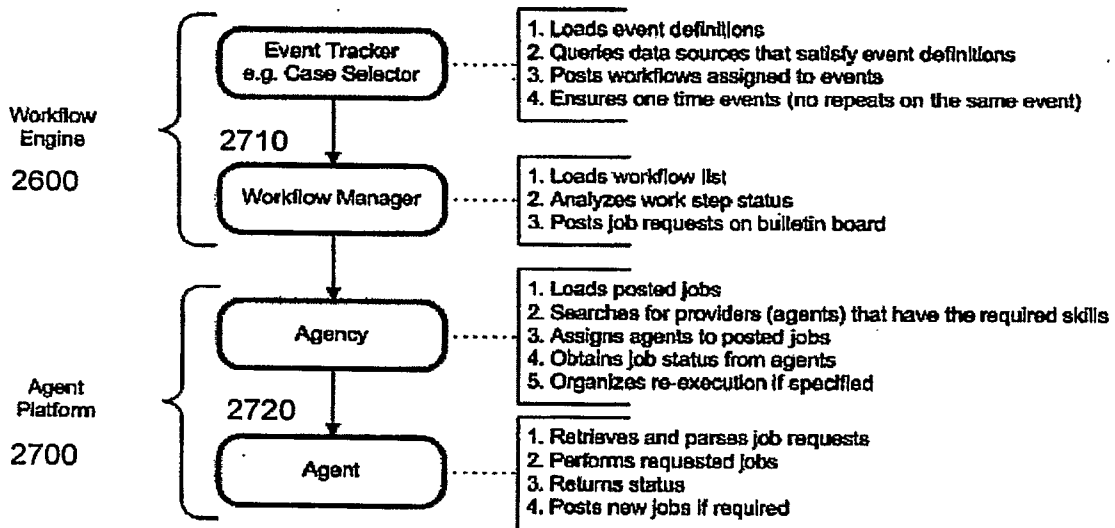 Event Tracker
e.g. Case Selector
1. Loads event definitions
2. Queries data sources that satisfy event definitions
3. Posts workflows assigned to events
4. Ensures one time events (no repeats on the same event)
Workflow
Engine
2600
2710
Workflow Manager
1. Loads workflow list
2. Analyzes work step status
3. Posts job requests on bulletin board
Agency
1. Loads posted jobs
2. Searches for providers (agents) that have the required skills
3. Assigns agents to posted jobs
4. Obtains job status from agents
5. Organizes re-execution if specified
Agent
Platform
2700
2720
Agent
1. Retrieves and parses job requests
2. Performs requested jobs
3. Returns status
4. Posts new jobs if required